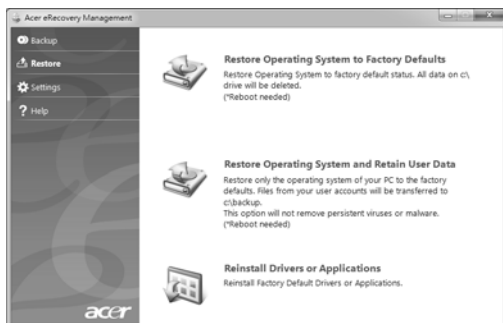 Acer eRecovery Management
Backup
Restore
Settings
Help
Restore Operating System to Factory Defaults
Restore Operating System to factory default status. All data on c:\
drive will be deleted.
(*Reboot needed)
Restore Operating System and Retain User Data
Restore only the operating system of your PC to the factory
defaults. Files from your user accounts will be transferred to
c:\backup.
This option will not remove persistent viruses or malware.
(*Reboot needed)
Reinstall Drivers or Applications
Reinstall Factory Default Drivers or Applications.
acer